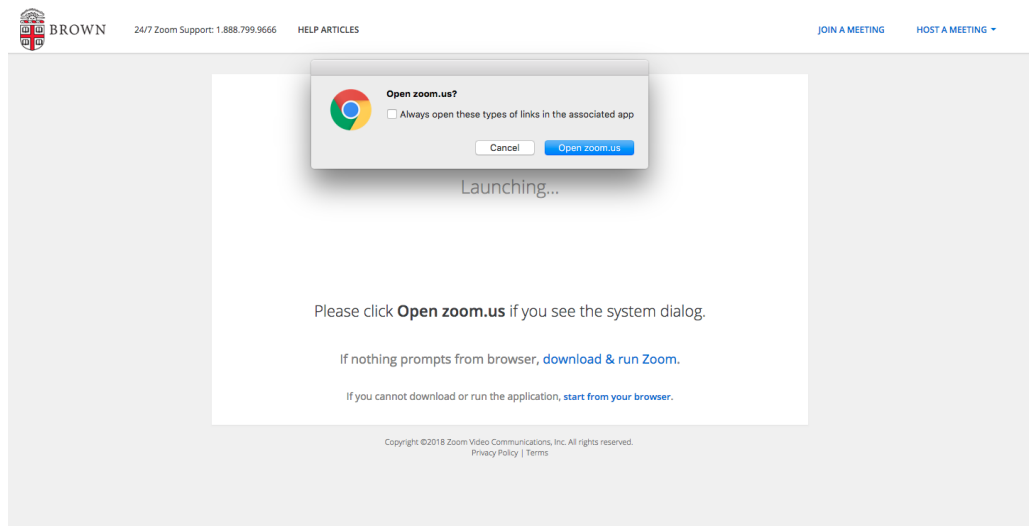 BROWN
24/7 Zoom Support: 1.888.799.9666
HELP ARTICLES
JOIN A MEETING
HOST A MEETING
Open zoom.us?
Always open these types of links in the associated app
Cancel
Open zoom.us
Launching...
Please click Open zoom.us if you see the system dialog.
If nothing prompts from browser, download & run Zoom.
If you cannot download or run the application, start from your browser.
Copyright ©2018 Zoom Video Communications, Inc. All rights reserved.
Privacy Policy | Terms